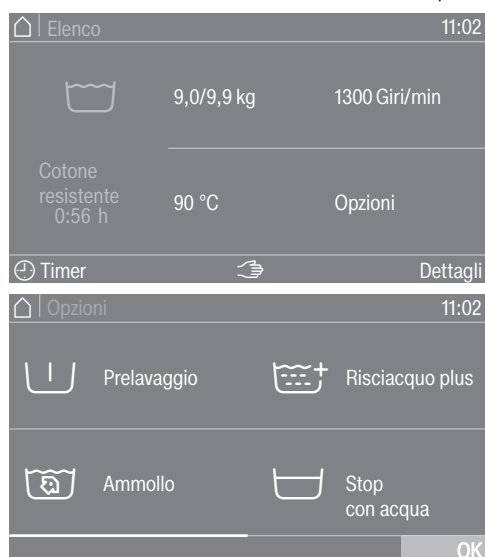 Elenco 11:02
9,0/9,9 kg 1300 Giri/min
Cotone
resistente
0:56 h
90 °C Opzioni
Timer Dettagli
Opzioni 11:02
Prelavaggio Risciacquo plus
Ammollo Stop
con acqua
OK